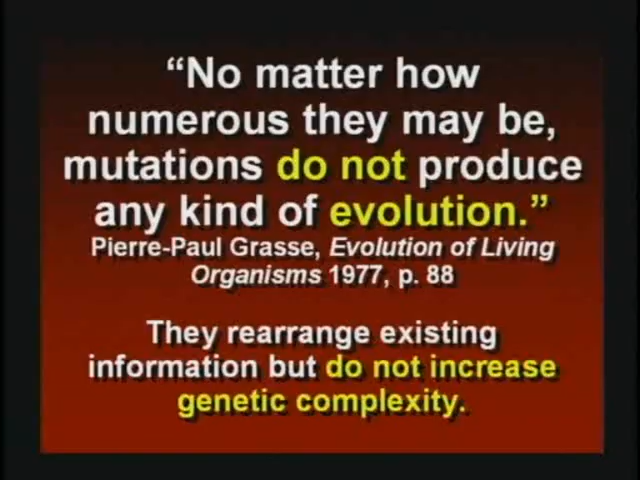 “No matter how
numerous they may be,
mutations do not produce
any kind of evolution.”
Pierre-Paul Grasse, Evolution of Living
Organisms 1977, p. 88
They rearrange existing
information but do not increase
genetic complexity.